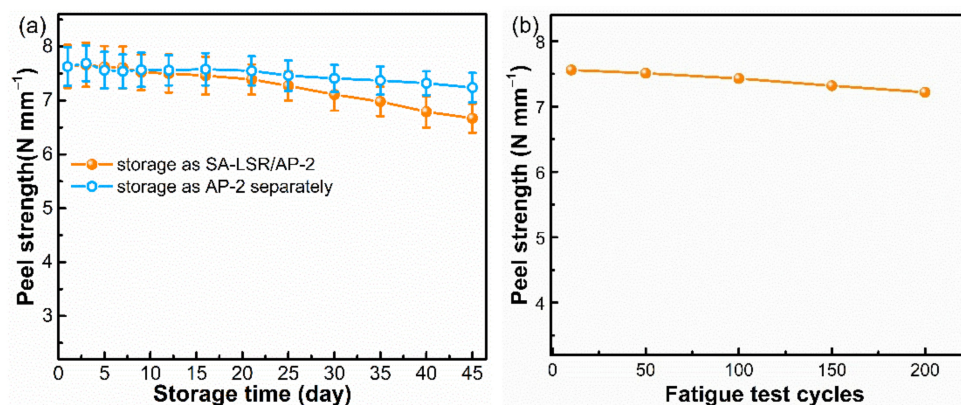 (a)
8
7
6
5
4
3
Peel strength(N mm⁻¹)
storage as SA-LSR/AP-2
storage as AP-2 separately
0 5 10 15 20 25 30 35 40 45
Storage time (day)
(b)
8
7
6
5
4
Peel strength (N mm⁻¹)
0 50 100 150 200
Fatigue test cycles